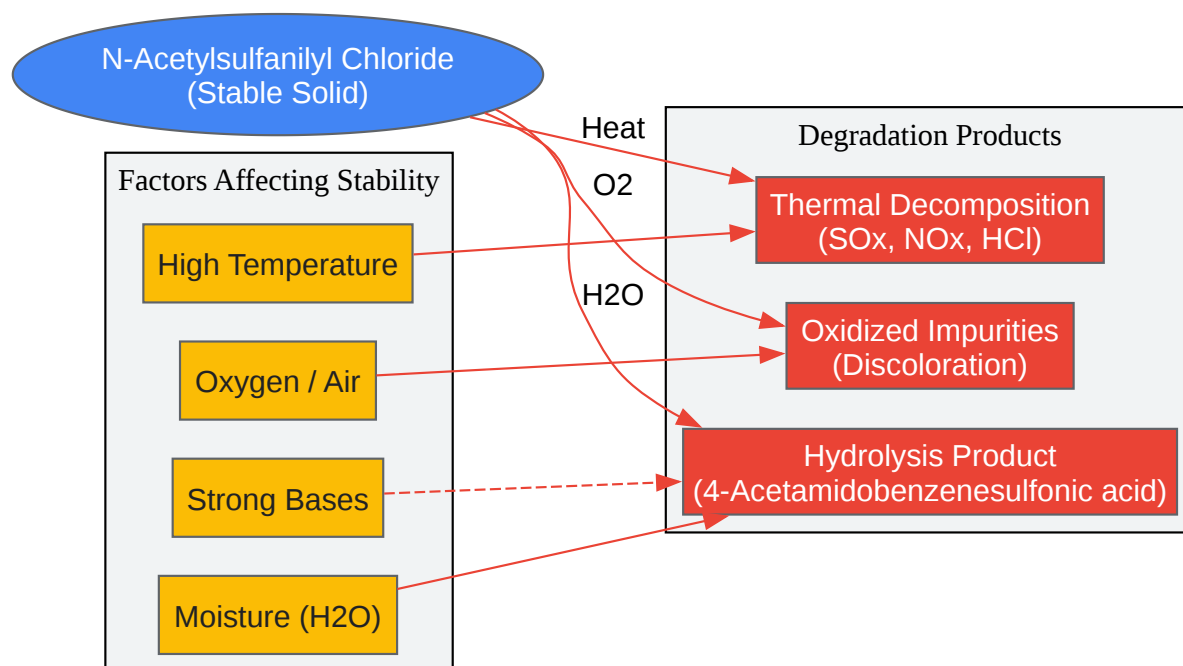 N-Acetylsulfanilyl Chloride
(Stable Solid)
Factors Affecting Stability
High Temperature
Oxygen / Air
Strong Bases
Moisture (H2O)
Heat
O2
H2O
Degradation Products
Thermal Decomposition
(SOx, NOx, HCl)
Oxidized Impurities
(Discoloration)
Hydrolysis Product
(4-Acetamidobenzenesulfonic acid)